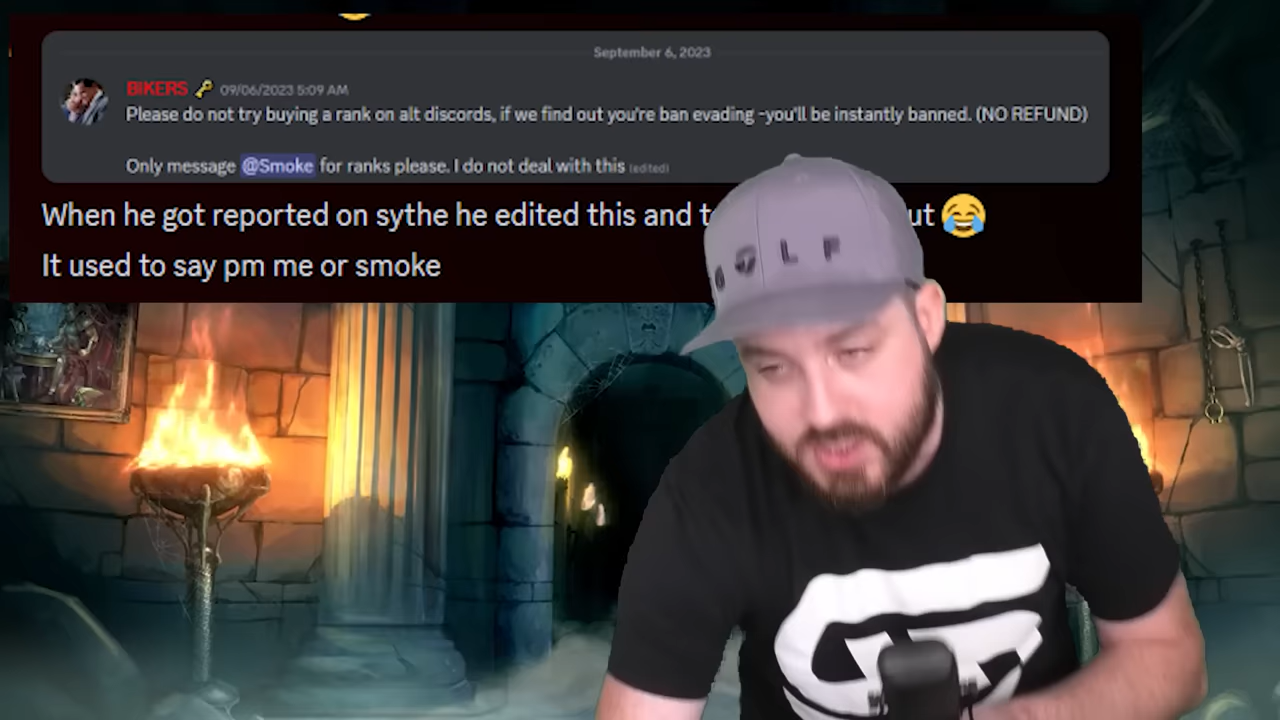 September 6, 2023
BIKERS 09/06/2023 5:09 AM
Please do not try buying a rank on alt discords, if we find out you're ban evading -you'll be instantly banned. (NO REFUND)
Only message @Smoke for ranks please. I do not deal with this (edited)
When he got reported on sythe he edited this and t ut 😂
It used to say pm me or smoke
OLF